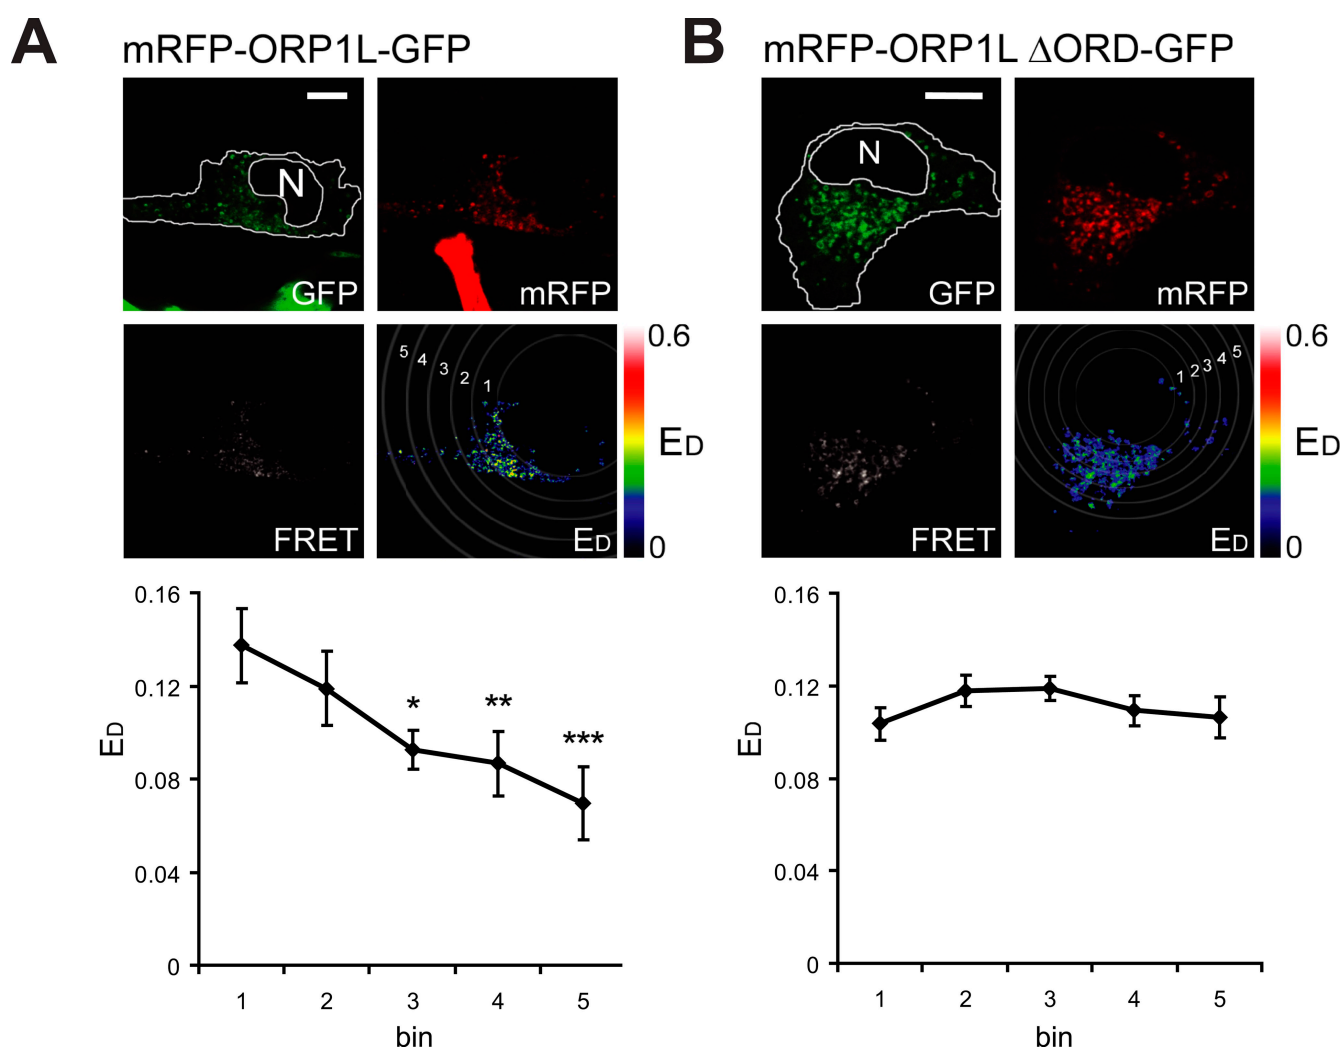 A
mRFP-ORP1L-GFP
N
GFP
mRFP
5
4
3
2
1
FRET
ED
0.6
ED
0
0.16
0.12
0.08
0.04
0
ED
*
**
***
1 2 3 4 5
bin
B
mRFP-ORP1L ΔORD-GFP
N
GFP
mRFP
1 2 3 4 5
FRET
ED
0.6
ED
0
0.16
0.12
0.08
0.04
0
ED
1 2 3 4 5
bin